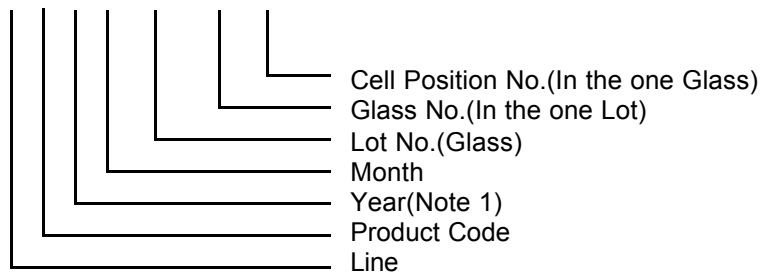 Cell Position No.(In the one Glass)
Glass No.(In the one Lot)
Lot No.(Glass)
Month
Year(Note 1)
Product Code
Line